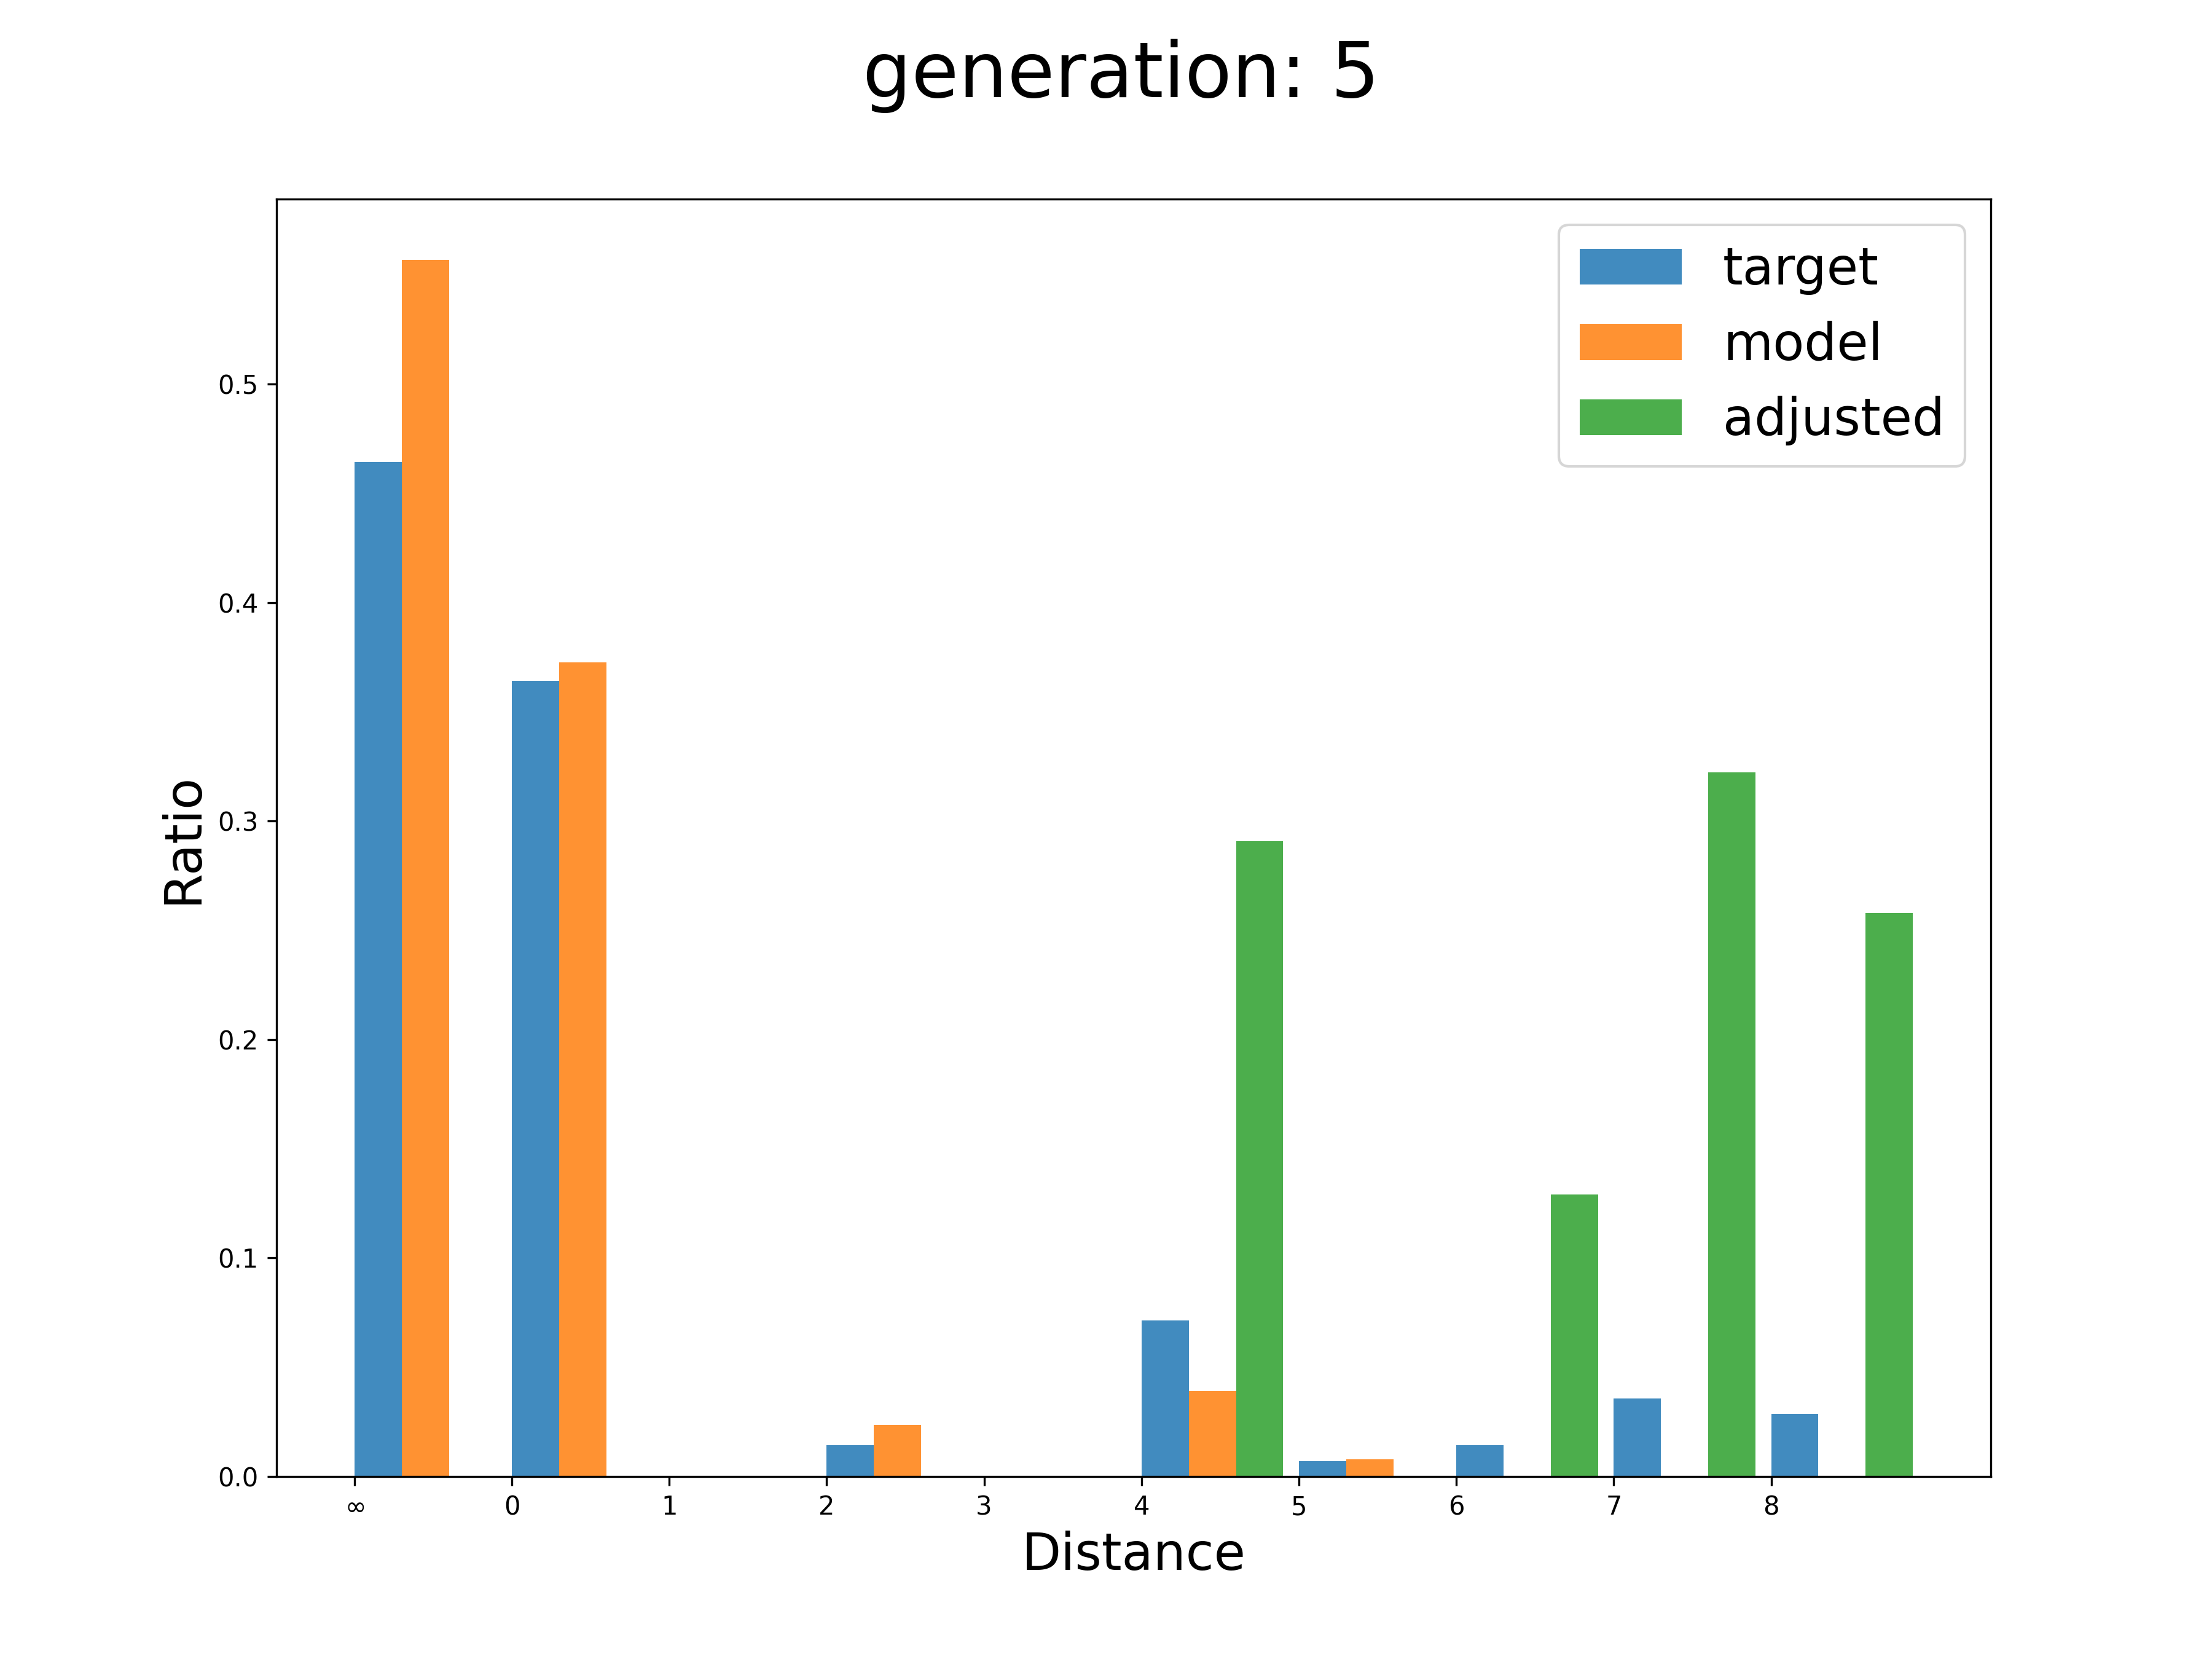 generation: 5
target
model
adjusted
Ratio
0.5
0.4
0.3
0.2
0.1
0.0
∞ 0 1 2 3 4 5 6 7 8
Distance